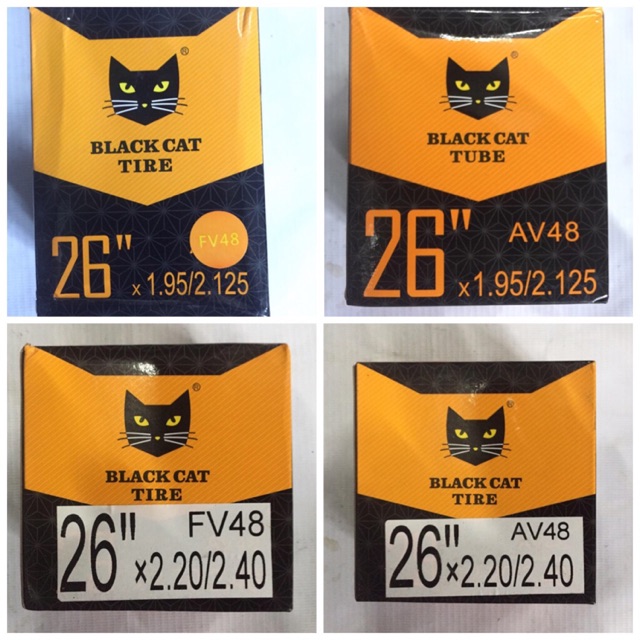 ®
BLACK CAT
TIRE
26" x 1.95/2.125
FV48
®
BLACK CAT
TUBE
26" x 1.95/2.125
AV48
®
BLACK CAT
TIRE
26" x2.20/2.40
FV48
®
BLACK CAT
TIRE
26" x2.20/2.40
AV48